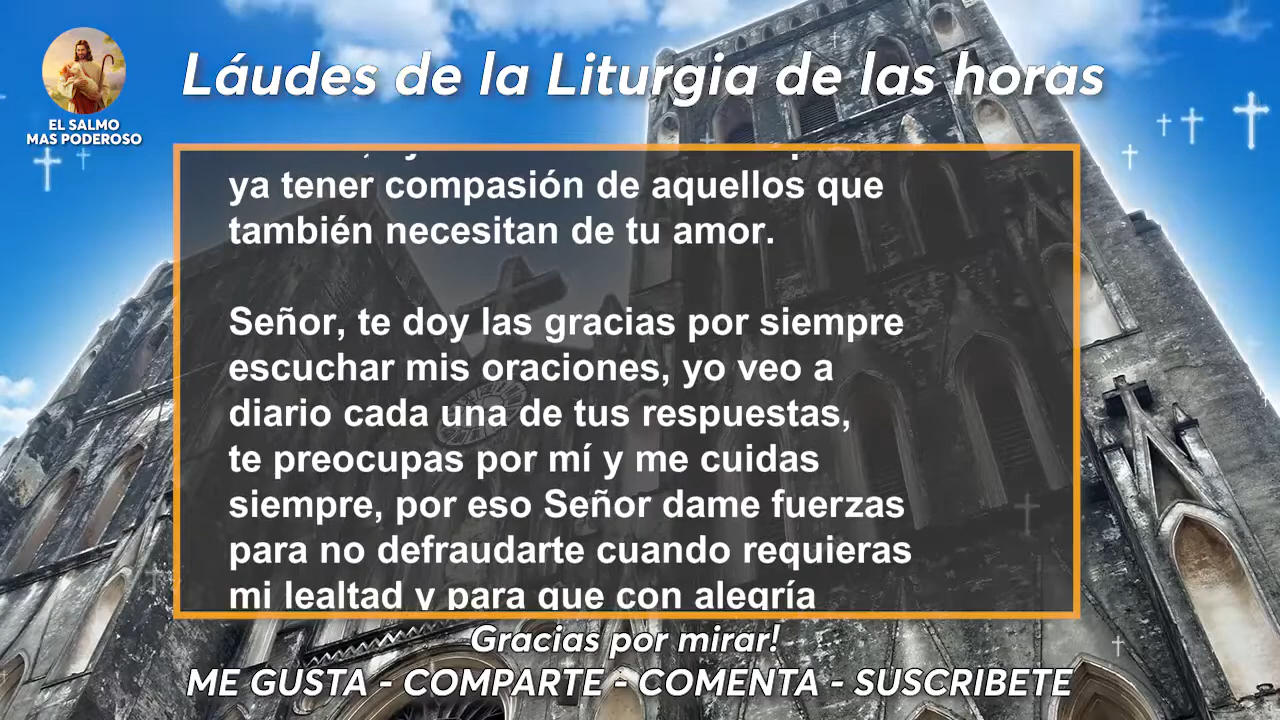 Láudes de la Liturgia de las horas
EL SALMO
MAS PODEROSO
ya tener compasión de aquellos que
también necesitan de tu amor.
Señor, te doy las gracias por siempre
escuchar mis oraciones, yo veo a
diario cada una de tus respuestas,
te preocupas por mí y me cuidas
siempre, por eso Señor dame fuerzas
para no defraudarte cuando requieras
mi lealtad y para que con alegría
Gracias por mirar!
ME GUSTA - COMPARTE - COMENTA - SUSCRIBETE